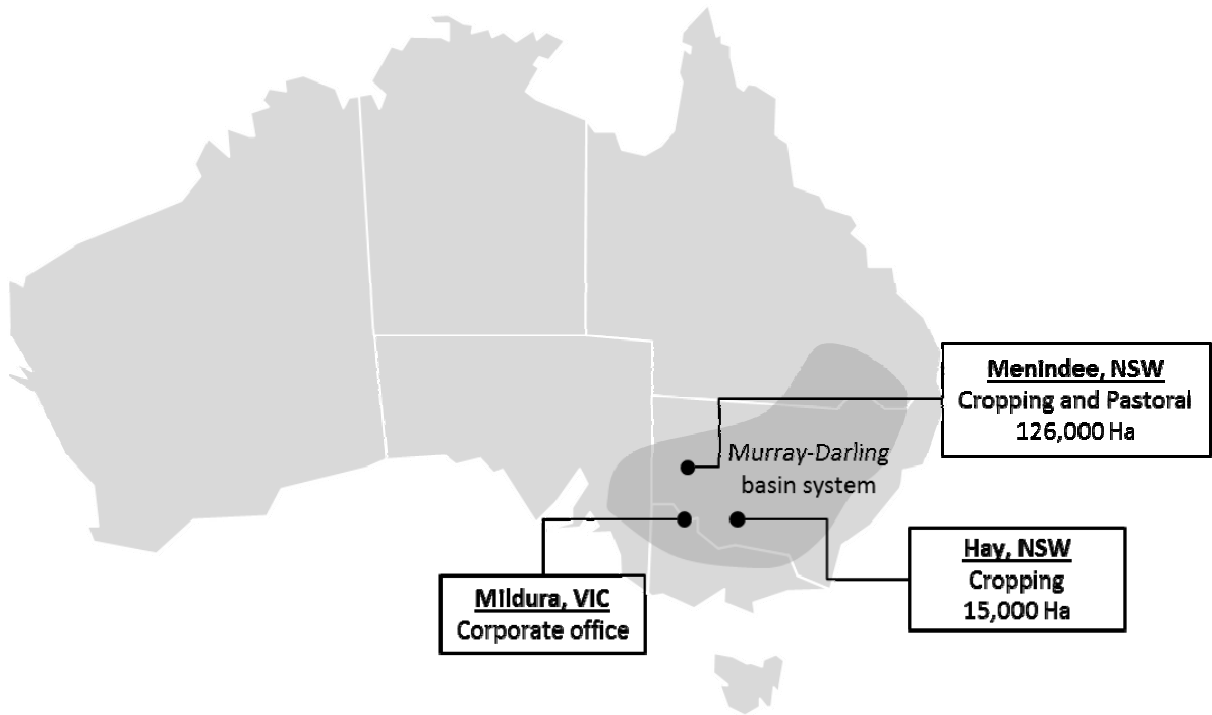 Menindee, NSW
Cropping and Pastoral
126,000 Ha
Murray-Darling
basin system
Hay, NSW
Cropping
15,000 Ha
Mildura, VIC
Corporate office